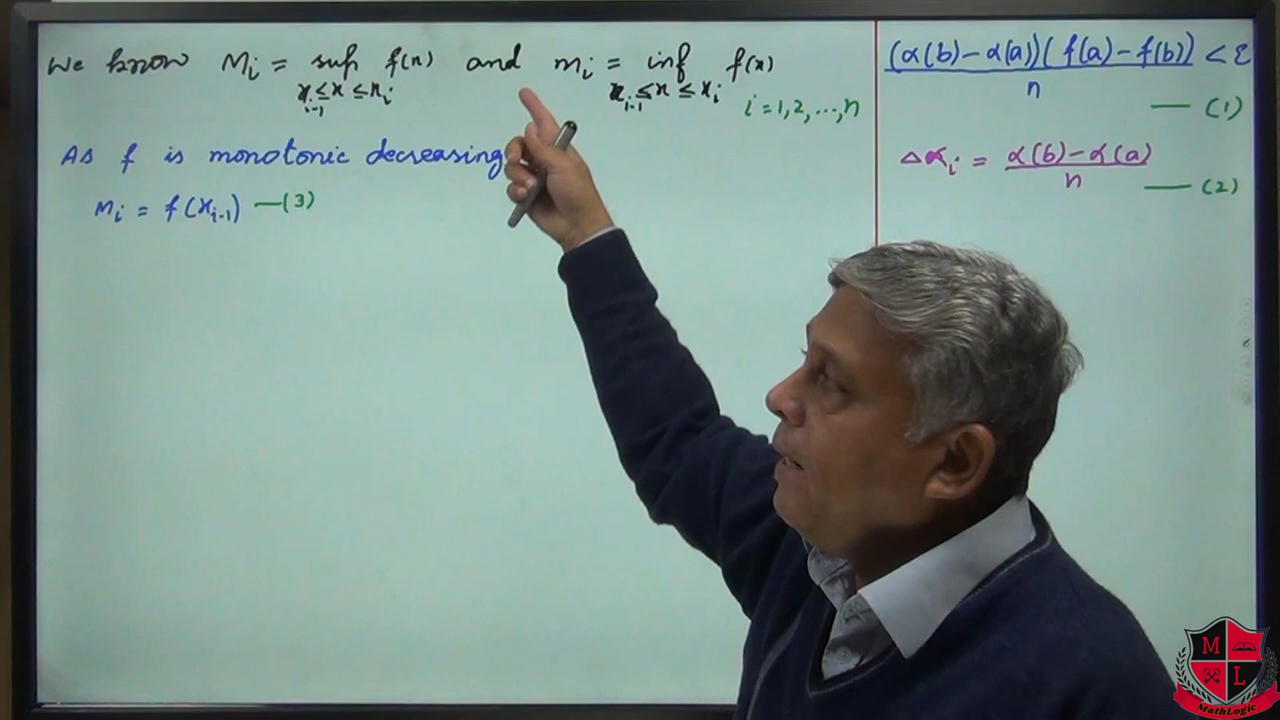 We know Mᵢ = sup f(x) and mᵢ = inf f(x)
xᵢ₋₁≤x≤xᵢ xᵢ₋₁≤x≤xᵢ i=1,2,...,n
As f is monotonic decreasing
Mᵢ = f(xᵢ₋₁) —(3)
(α(b)-α(a))(f(a)-f(b))/n < ε
—(1)
Δαᵢ = (α(b)-α(a))/n —(2)
M L
MathLogic